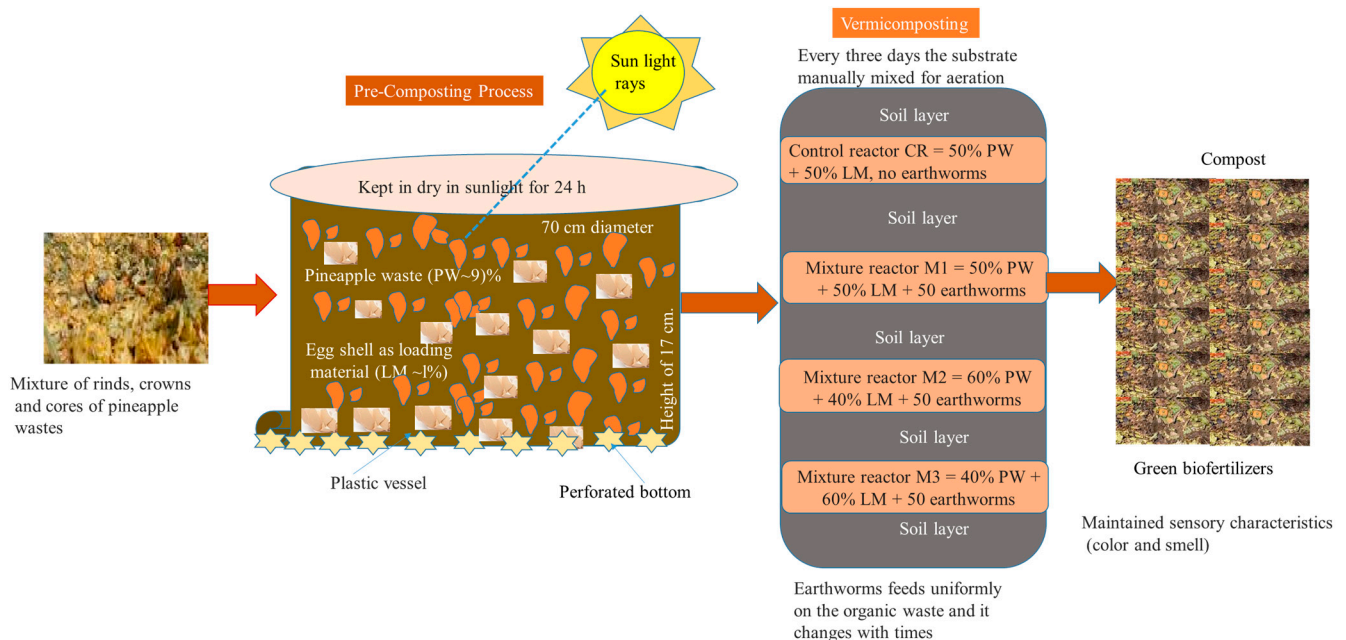 Vermicomposting
Every three days the substrate
manually mixed for aeration
Sun light
rays
Pre-Composting Process
Kept in dry in sunlight for 24 h
70 cm diameter
Pineapple waste (PW~9)%
Egg shell as loading
material (LM ~l%)
Height of 17 cm.
Mixture of rinds, crowns
and cores of pineapple
wastes
Plastic vessel
Perforated bottom
Soil layer
Control reactor CR = 50% PW
+ 50% LM, no earthworms
Soil layer
Mixture reactor M1 = 50% PW
+ 50% LM + 50 earthworms
Soil layer
Mixture reactor M2 = 60% PW
+ 40% LM + 50 earthworms
Soil layer
Mixture reactor M3 = 40% PW +
60% LM + 50 earthworms
Soil layer
Earthworms feeds uniformly
on the organic waste and it
changes with times
Compost
Green biofertilizers
Maintained sensory characteristics
(color and smell)